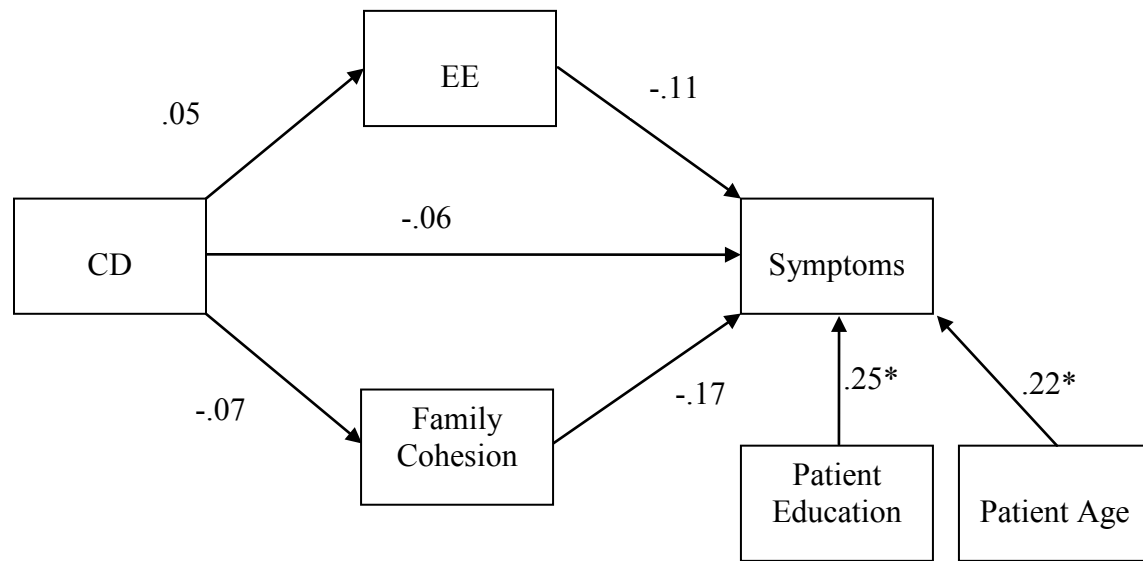 EE
-.11
.05
-.06
CD
Symptoms
-.07
Family
Cohesion
-.17
.25*
.22*
Patient
Education
Patient Age